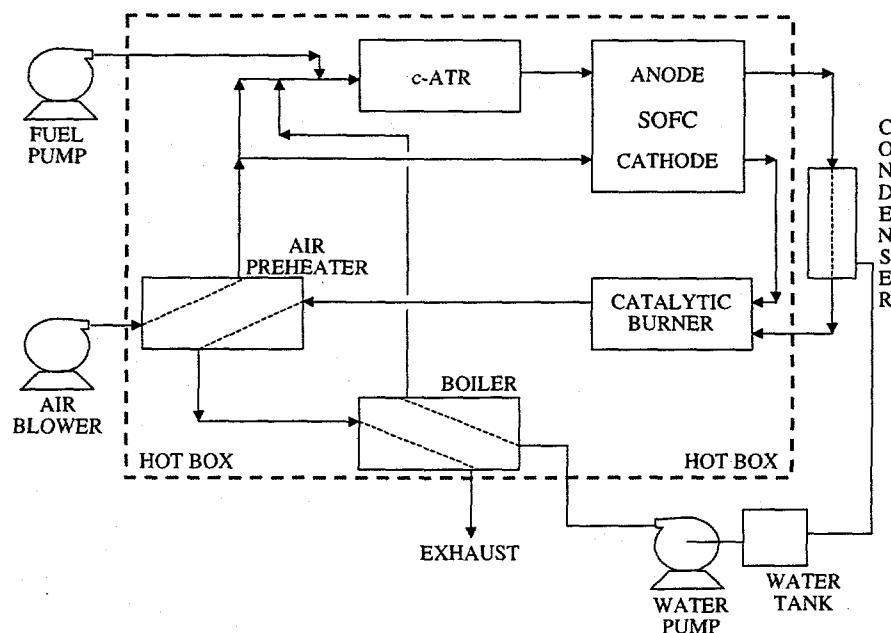 c-ATR
ANODE
SOFC
CATHODE
FUEL
PUMP
CONDENSER
AIR
PREHEATER
CATALYTIC
BURNER
AIR
BLOWER
BOILER
HOT BOX
HOT BOX
EXHAUST
WATER
PUMP
WATER
TANK